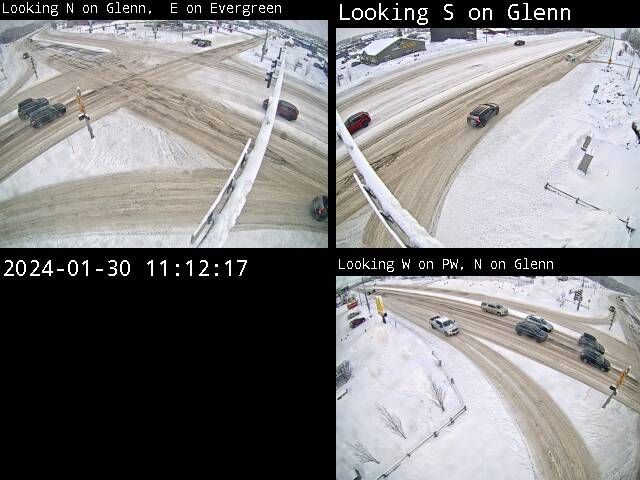 Looking N on Glenn, E on Evergreen
Looking S on Glenn
2024-01-30 11:12:17
Looking W on PW, N on Glenn